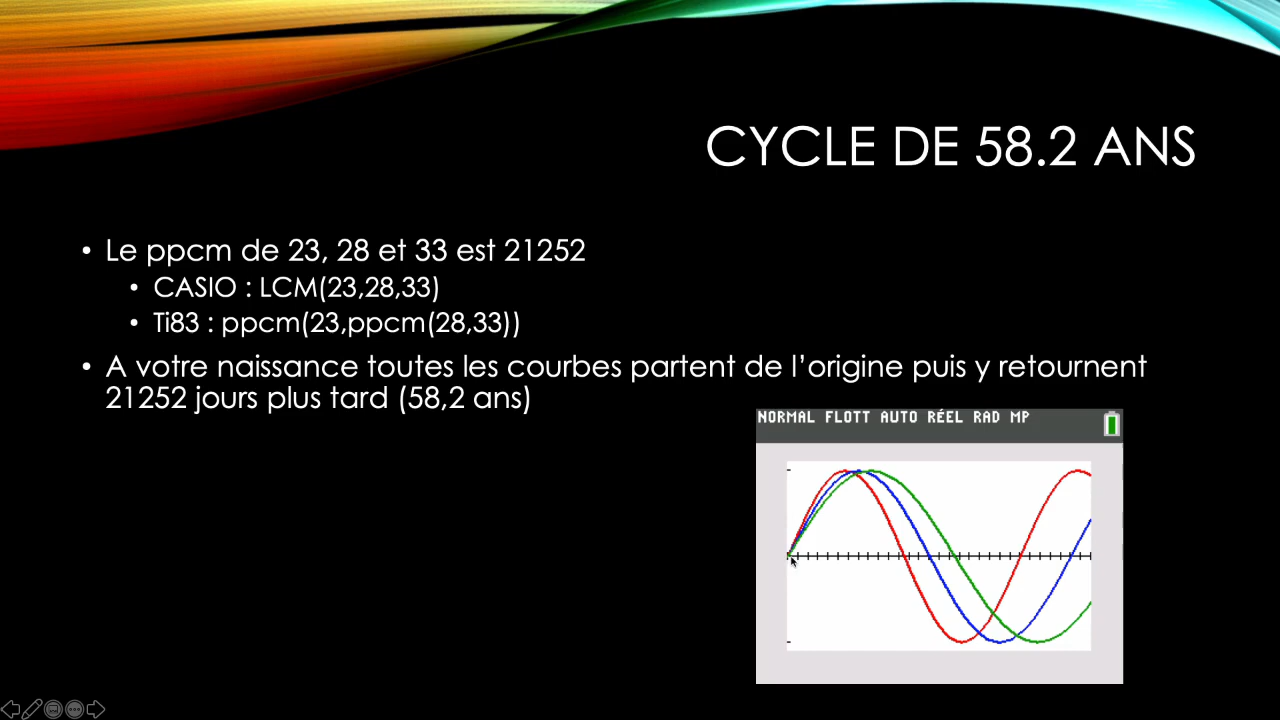 CYCLE DE 58.2 ANS
• Le ppcm de 23, 28 et 33 est 21252
• CASIO : LCM(23,28,33)
• Ti83 : ppcm(23,ppcm(28,33))
• A votre naissance toutes les courbes partent de l’origine puis y retournent
21252 jours plus tard (58,2 ans)
NORMAL FLOTT AUTO RÉEL RAD MP